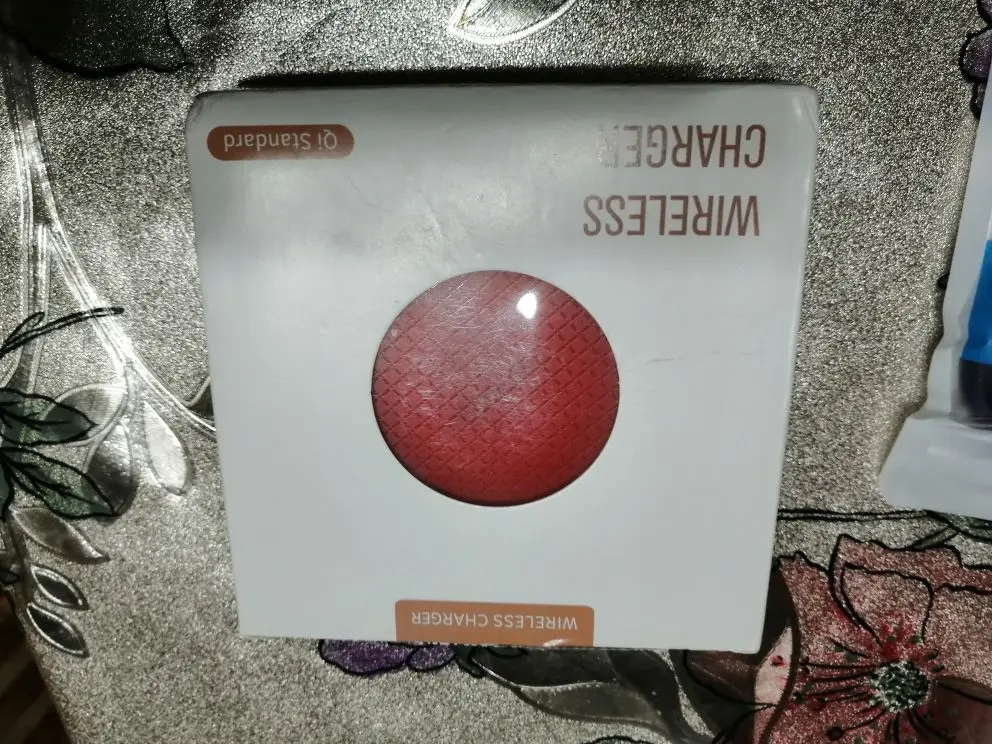 WIRELESS CHARGER
WIRELESS
CHARGER
Qi Standard